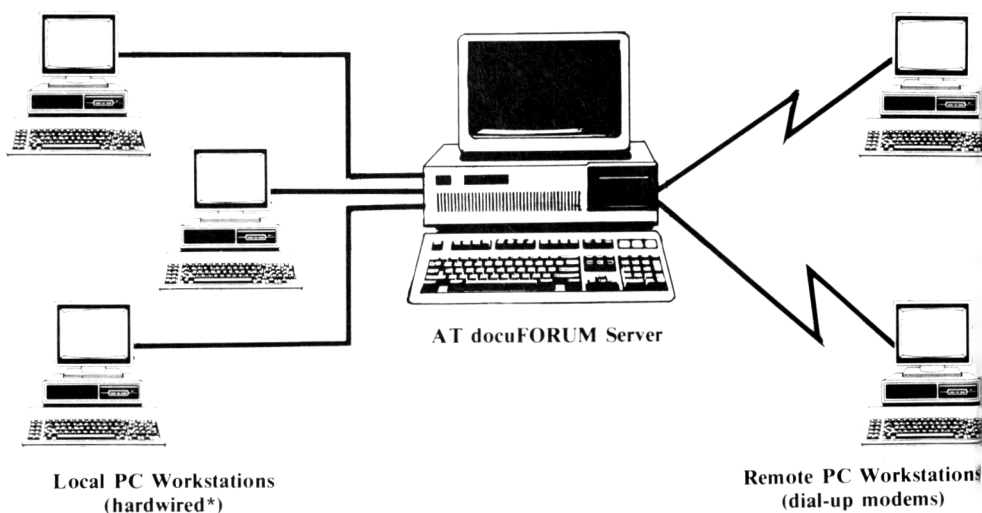 AT docuFORUM Server
Local PC Workstations
(hardwired*)
Remote PC Workstations
(dial-up modems)